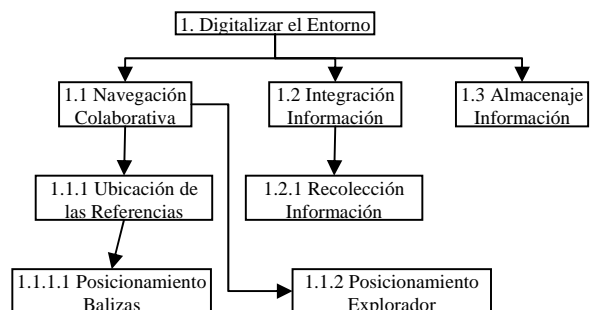 1. Digitalizar el Entorno
1.1 Navegación
Colaborativa
1.2 Integración
Información
1.3 Almacenaje
Información
1.1.1 Ubicación de
las Referencias
1.2.1 Recolección
Información
1.1.1.1 Posicionamiento
Balizas
1.1.2 Posicionamiento
Explorador